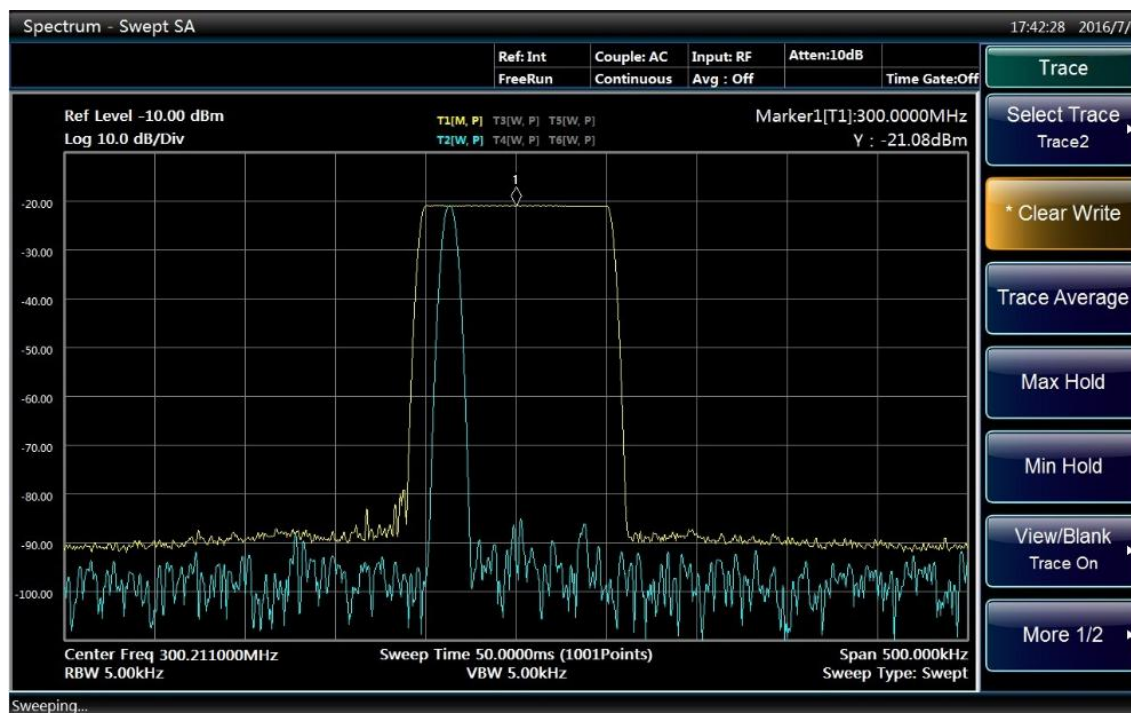 Spectrum - Swept SA
17:42:28 2016/7/
Ref: Int
Couple: AC
Input: RF
Atten:10dB
FreeRun
Continuous
Avg : Off
Time Gate:Off
Ref Level -10.00 dBm
Log 10.0 dB/Div
T1[M, P] T3[W, P] T5[W, P]
T2[W, P] T4[W, P] T6[W, P]
Marker1[T1]:300.0000MHz
Y : -21.08dBm
1
-20.00
-30.00
-40.00
-50.00
-60.00
-70.00
-80.00
-90.00
-100.00
Center Freq 300.211000MHz
Sweep Time 50.0000ms (1001Points)
Span 500.000kHz
RBW 5.00kHz
VBW 5.00kHz
Sweep Type: Swept
Sweeping...
Trace
Select Trace
Trace2
* Clear Write
Trace Average
Max Hold
Min Hold
View/Blank
Trace On
More 1/2